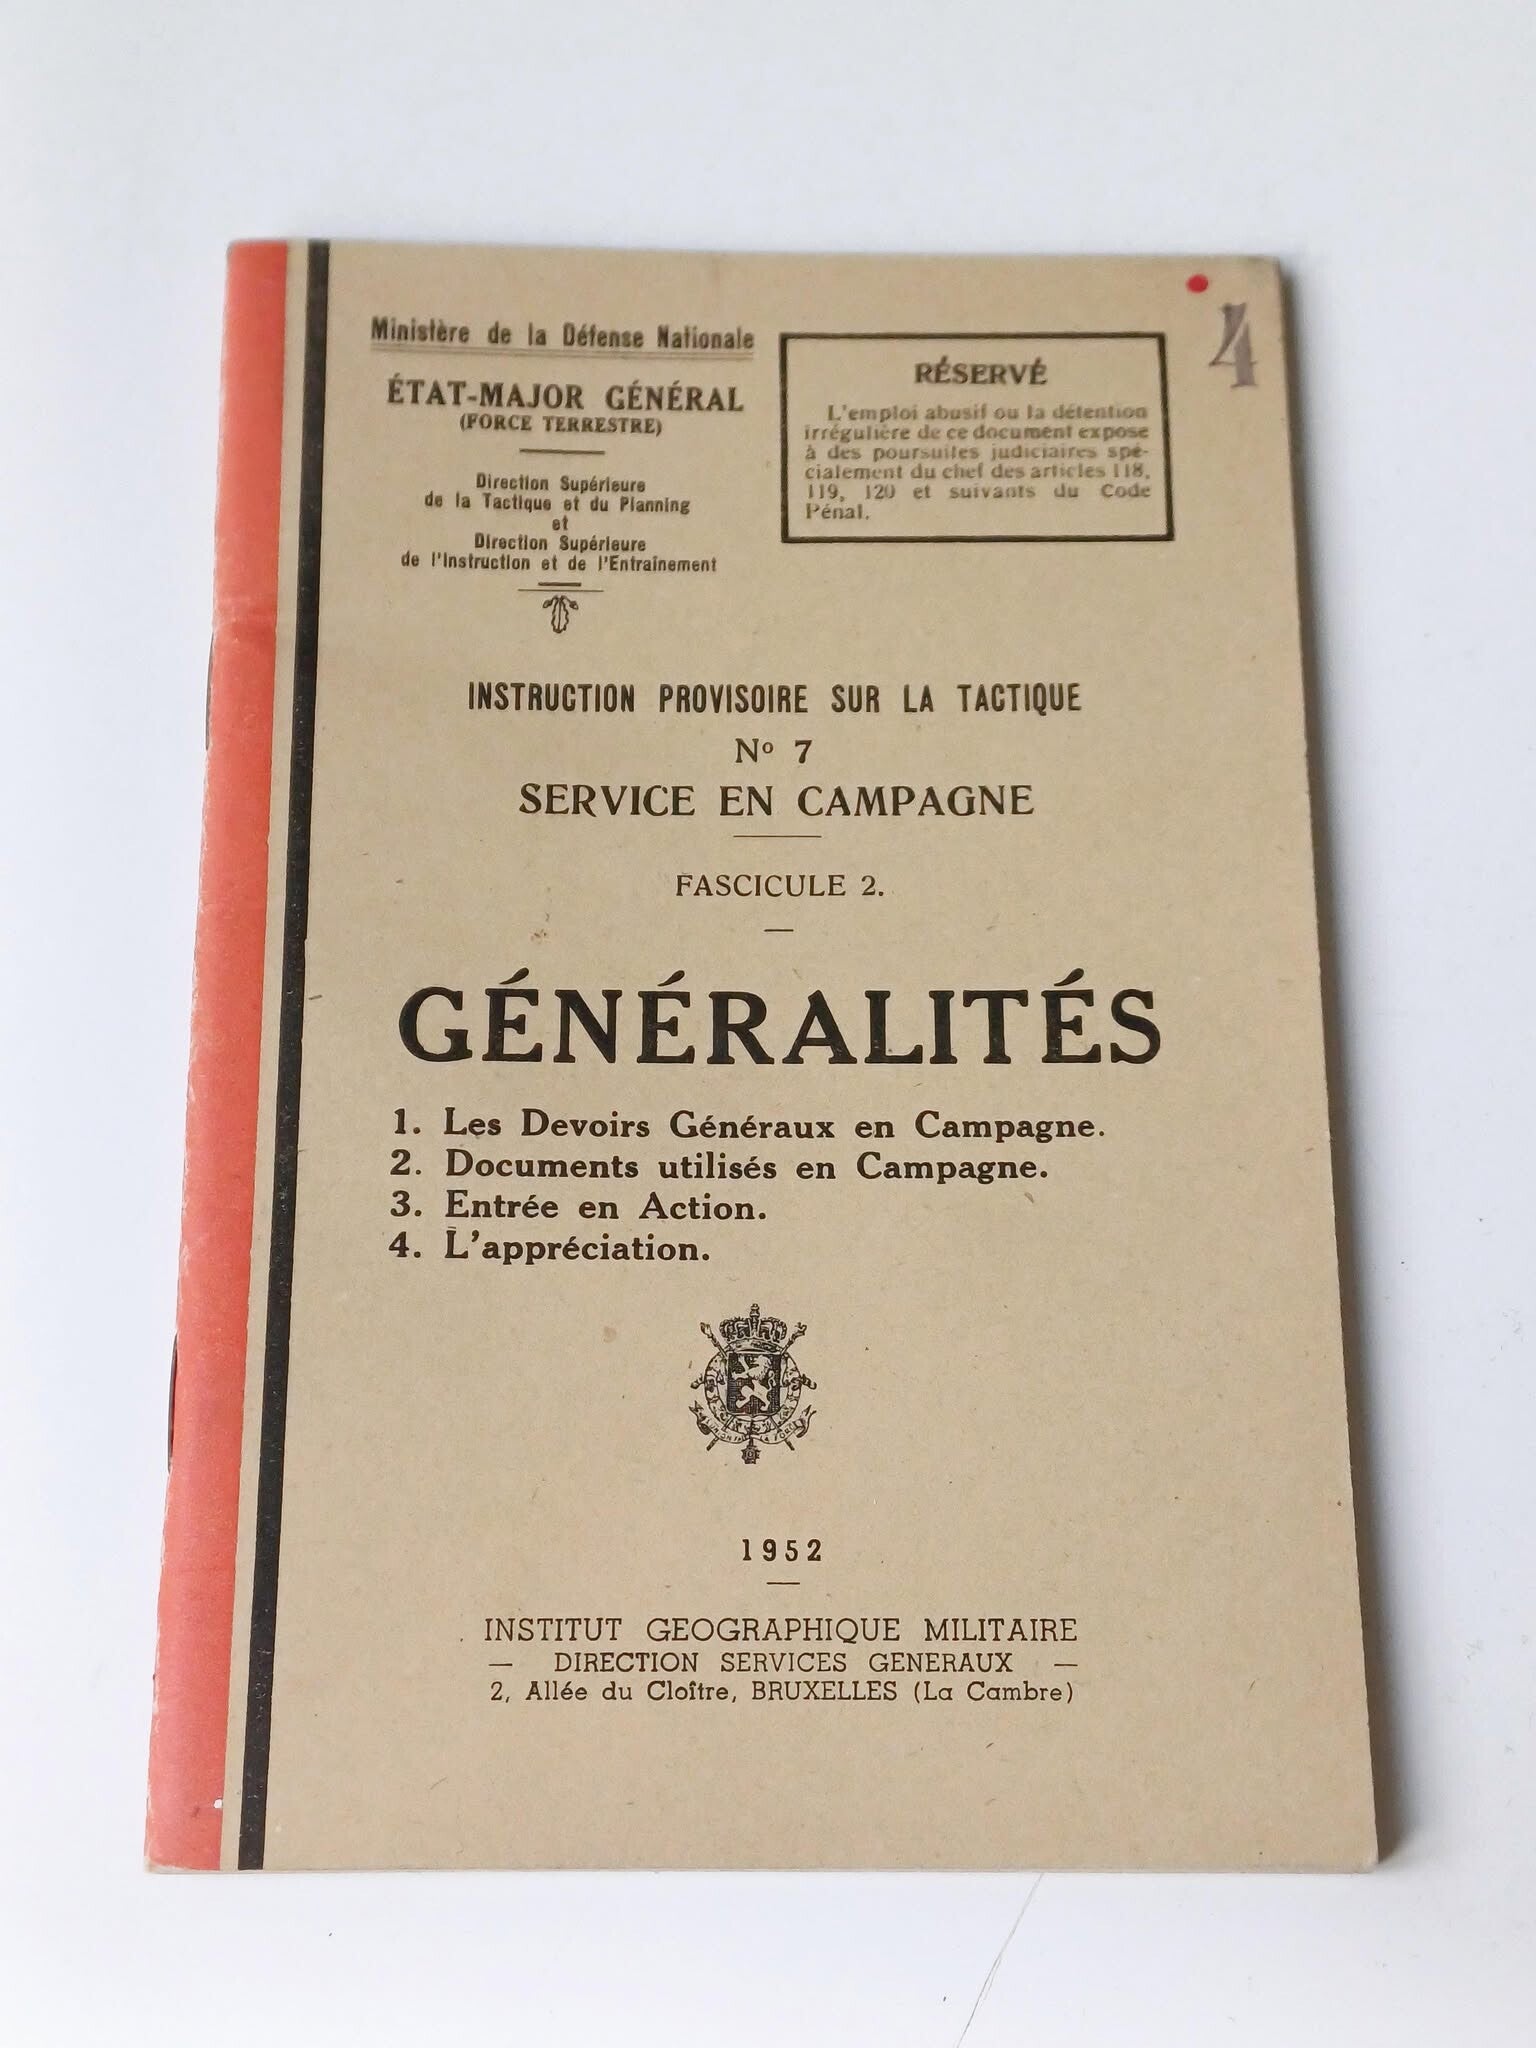 Ministère de la Défense Nationale
ÉTAT-MAJOR GÉNÉRAL
(FORCE TERRESTRE)
Direction Supérieure
de la Tactique et du Planning
et
Direction Supérieure
de l'Instruction et de l'Entraînement
RÉSERVÉ
L'emploi abusif ou la détention
irrégulière de ce document expose
à des poursuites judiciaires spé-
cialement du chef des articles 118,
119, 120 et suivants du Code
Pénal.
4
INSTRUCTION PROVISOIRE SUR LA TACTIQUE
Nº 7
SERVICE EN CAMPAGNE
FASCICULE 2.
GÉNÉRALITÉS
1. Les Devoirs Généraux en Campagne.
2. Documents utilisés en Campagne.
3. Entrée en Action.
4. L'appréciation.
1952
INSTITUT GEOGRAPHIQUE MILITAIRE
— DIRECTION SERVICES GENERAUX —
2, Allée du Cloître, BRUXELLES (La Cambre)